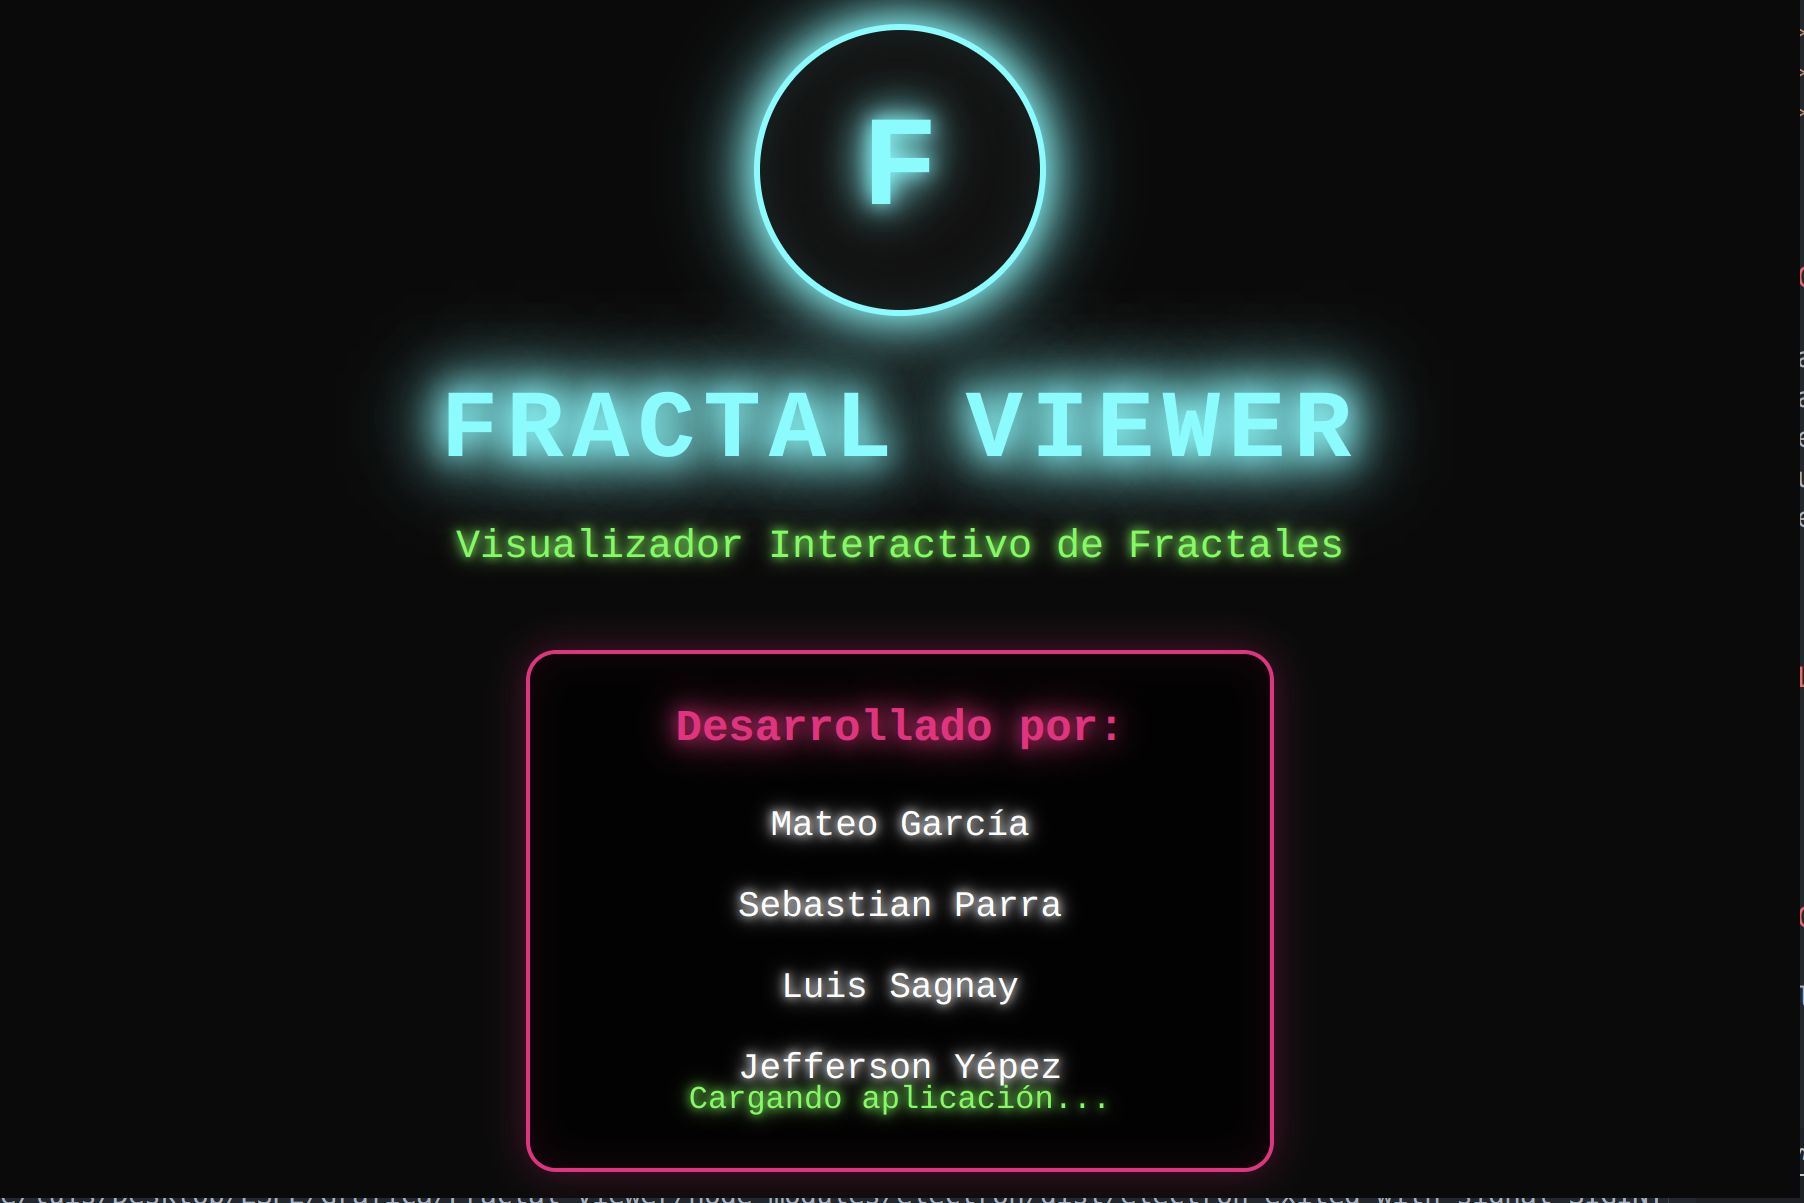 F
FRACTAL VIEWER
Visualizador Interactivo de Fractales
Desarrollado por:
Mateo García
Sebastian Parra
Luis Sagnay
Jefferson Yépez
Cargando aplicación...